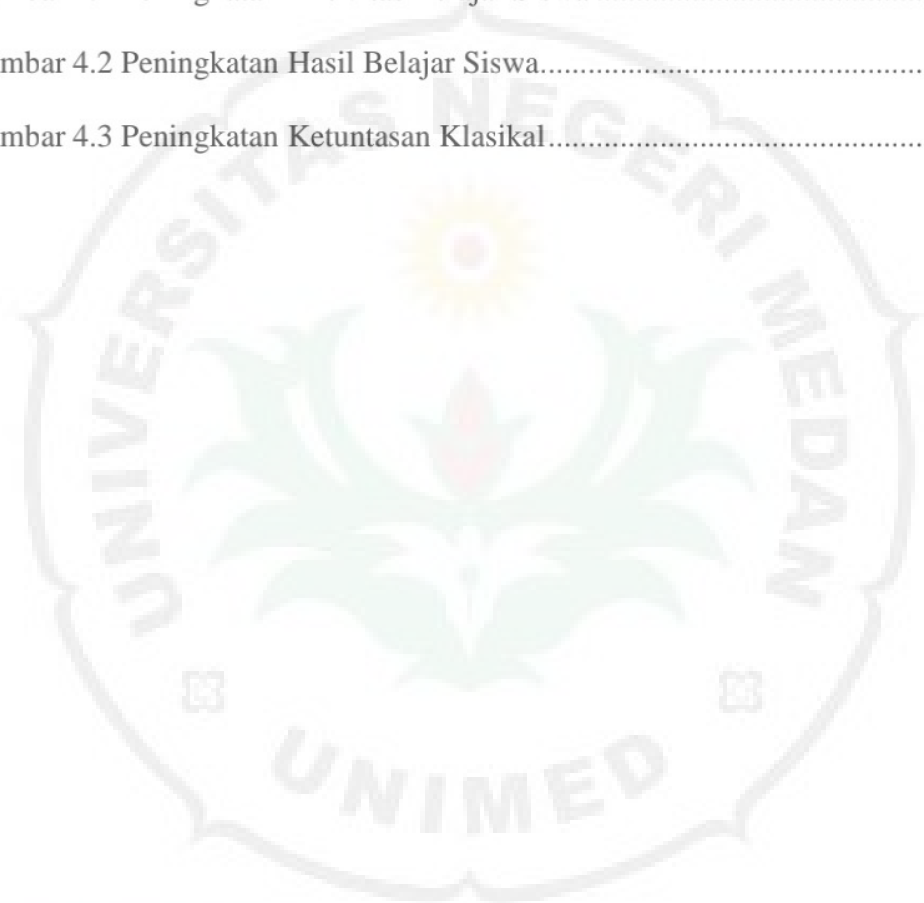 mbar 4.2 Peningkatan Hasil Belajar Siswa...............................................
mbar 4.3 Peningkatan Ketuntasan Klasikal..............................................
UNIVERSITAS NEGERI MEDAN
UNIMED